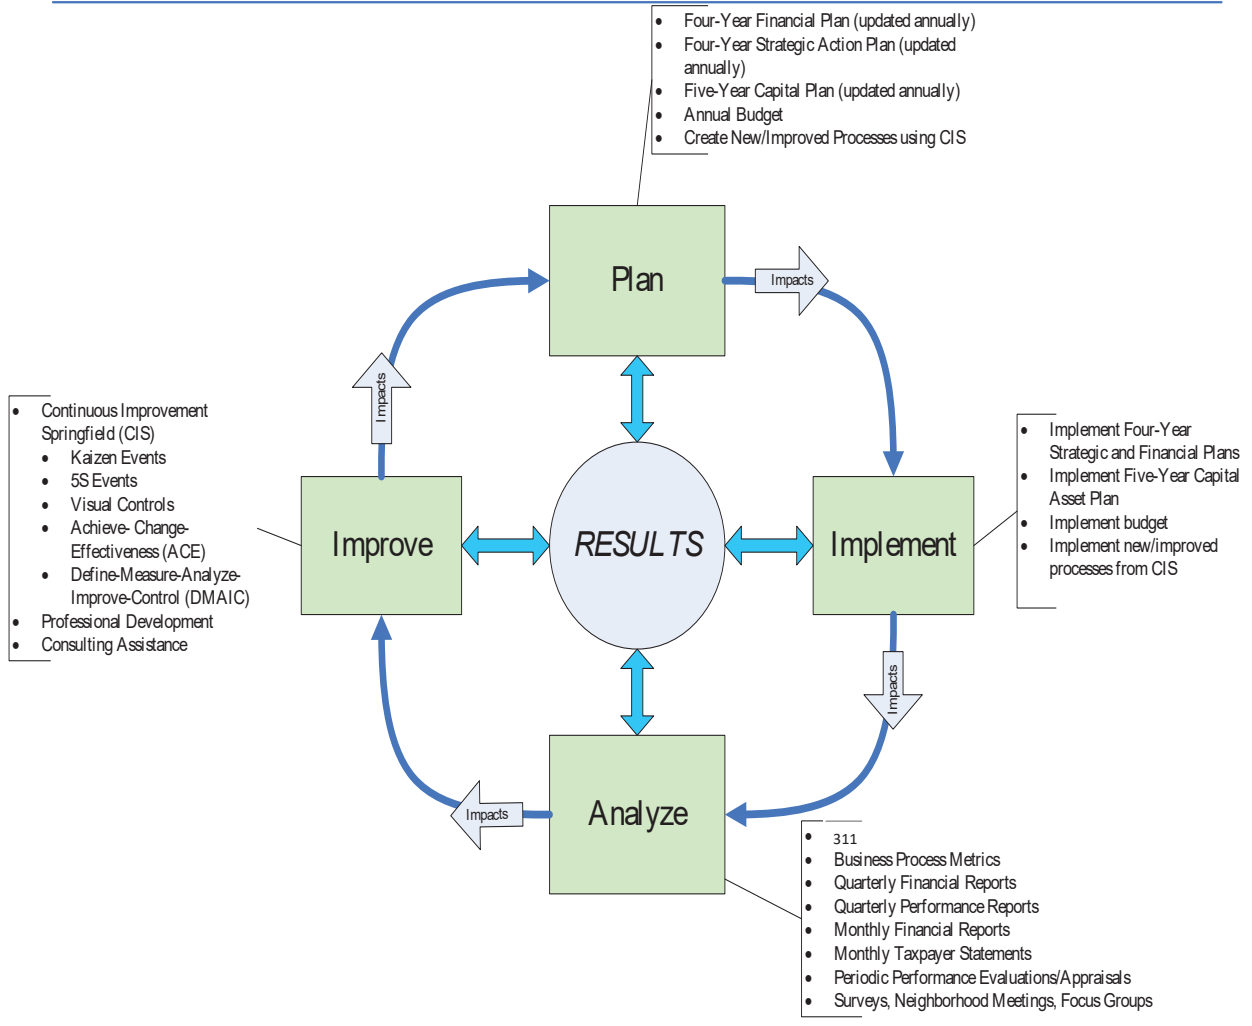 • Four-Year Financial Plan (updated annually)
• Four-Year Strategic Action Plan (updated
annually)
• Five-Year Capital Plan (updated annually)
• Annual Budget
• Create New/Improved Processes using CIS
Plan
Impacts
Impacts
• Continuous Improvement
Springfield (CIS)
• Kaizen Events
• 5S Events
• Visual Controls
• Achieve- Change-
Effectiveness (ACE)
• Define-Measure-Analyze-
Improve-Control (DMAIC)
• Professional Development
• Consulting Assistance
Improve
RESULTS
Implement
• Implement Four-Year
Strategic and Financial Plans
• Implement Five-Year Capital
Asset Plan
• Implement budget
• Implement new/improved
processes from CIS
Impacts
Impacts
Analyze
• 311
• Business Process Metrics
• Quarterly Financial Reports
• Quarterly Performance Reports
• Monthly Financial Reports
• Monthly Taxpayer Statements
• Periodic Performance Evaluations/Appraisals
• Surveys, Neighborhood Meetings, Focus Groups